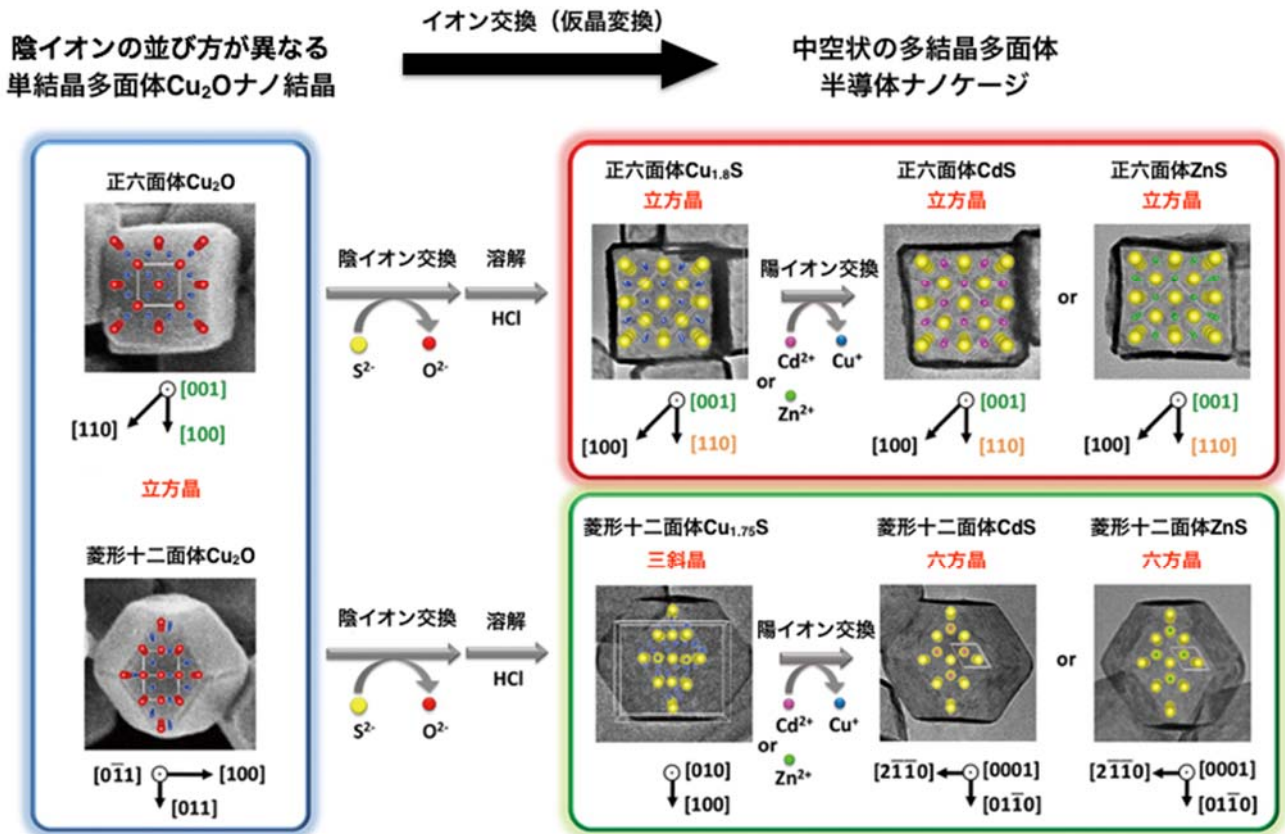 イオン交換（仮晶変換）
陰イオンの並び方が異なる
単結晶多面体Cu₂Oナノ結晶
中空状の多結晶多面体
半導体ナノケージ
正六面体Cu₂O
[001]
[110]
[100]
立方晶
菱形十二面体Cu₂O
[01̅1]
[100]
[011]
陰イオン交換
溶解
HCl
S²⁻
O²⁻
陰イオン交換
溶解
HCl
S²⁻
O²⁻
正六面体Cu₁.₈S
立方晶
[001]
[100]
[110]
陽イオン交換
Cd²⁺
Cu⁺
or
Zn²⁺
正六面体CdS
立方晶
[001]
[100]
[110]
or
正六面体ZnS
立方晶
[001]
[100]
[110]
菱形十二面体Cu₁.₇₅S
三斜晶
[010]
[100]
陽イオン交換
Cd²⁺
Cu⁺
or
Zn²⁺
菱形十二面体CdS
六方晶
[21̅1̅0]
[0001]
[011̅0]
or
菱形十二面体ZnS
六方晶
[21̅1̅0]
[0001]
[011̅0]